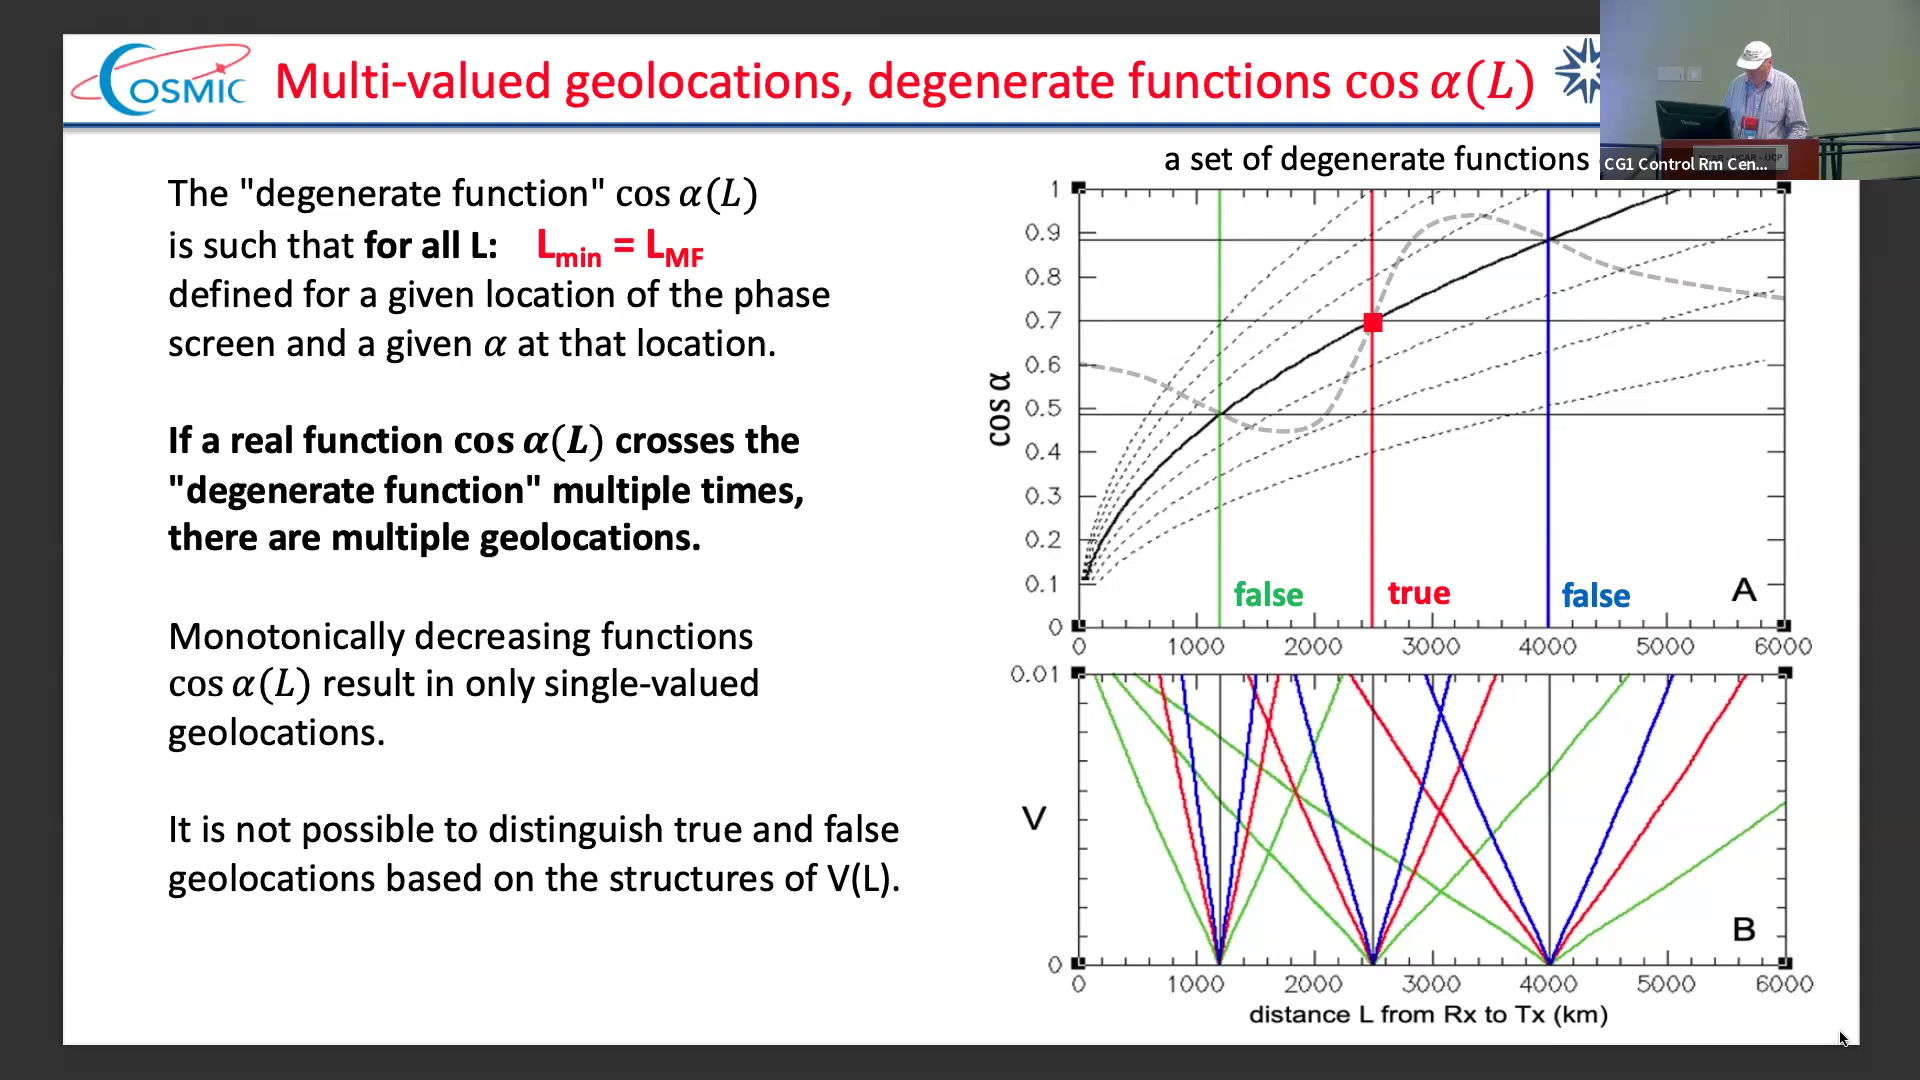 COSMIC
Multi-valued geolocations, degenerate functions cos α(L)
CG1 Control Rm Cen...
a set of degenerate functions
The "degenerate function" cos α(L)
is such that for all L: Lmin = LMF
defined for a given location of the phase
screen and a given α at that location.
If a real function cos α(L) crosses the
"degenerate function" multiple times,
there are multiple geolocations.
Monotonically decreasing functions
cos α(L) result in only single-valued
geolocations.
It is not possible to distinguish true and false
geolocations based on the structures of V(L).
1
0.9
0.8
0.7
0.6
0.5
0.4
0.3
0.2
0.1
0
cos α
false
true
false
A
0 1000 2000 3000 4000 5000 6000
0.01
V
0
B
0 1000 2000 3000 4000 5000 6000
distance L from Rx to Tx (km)